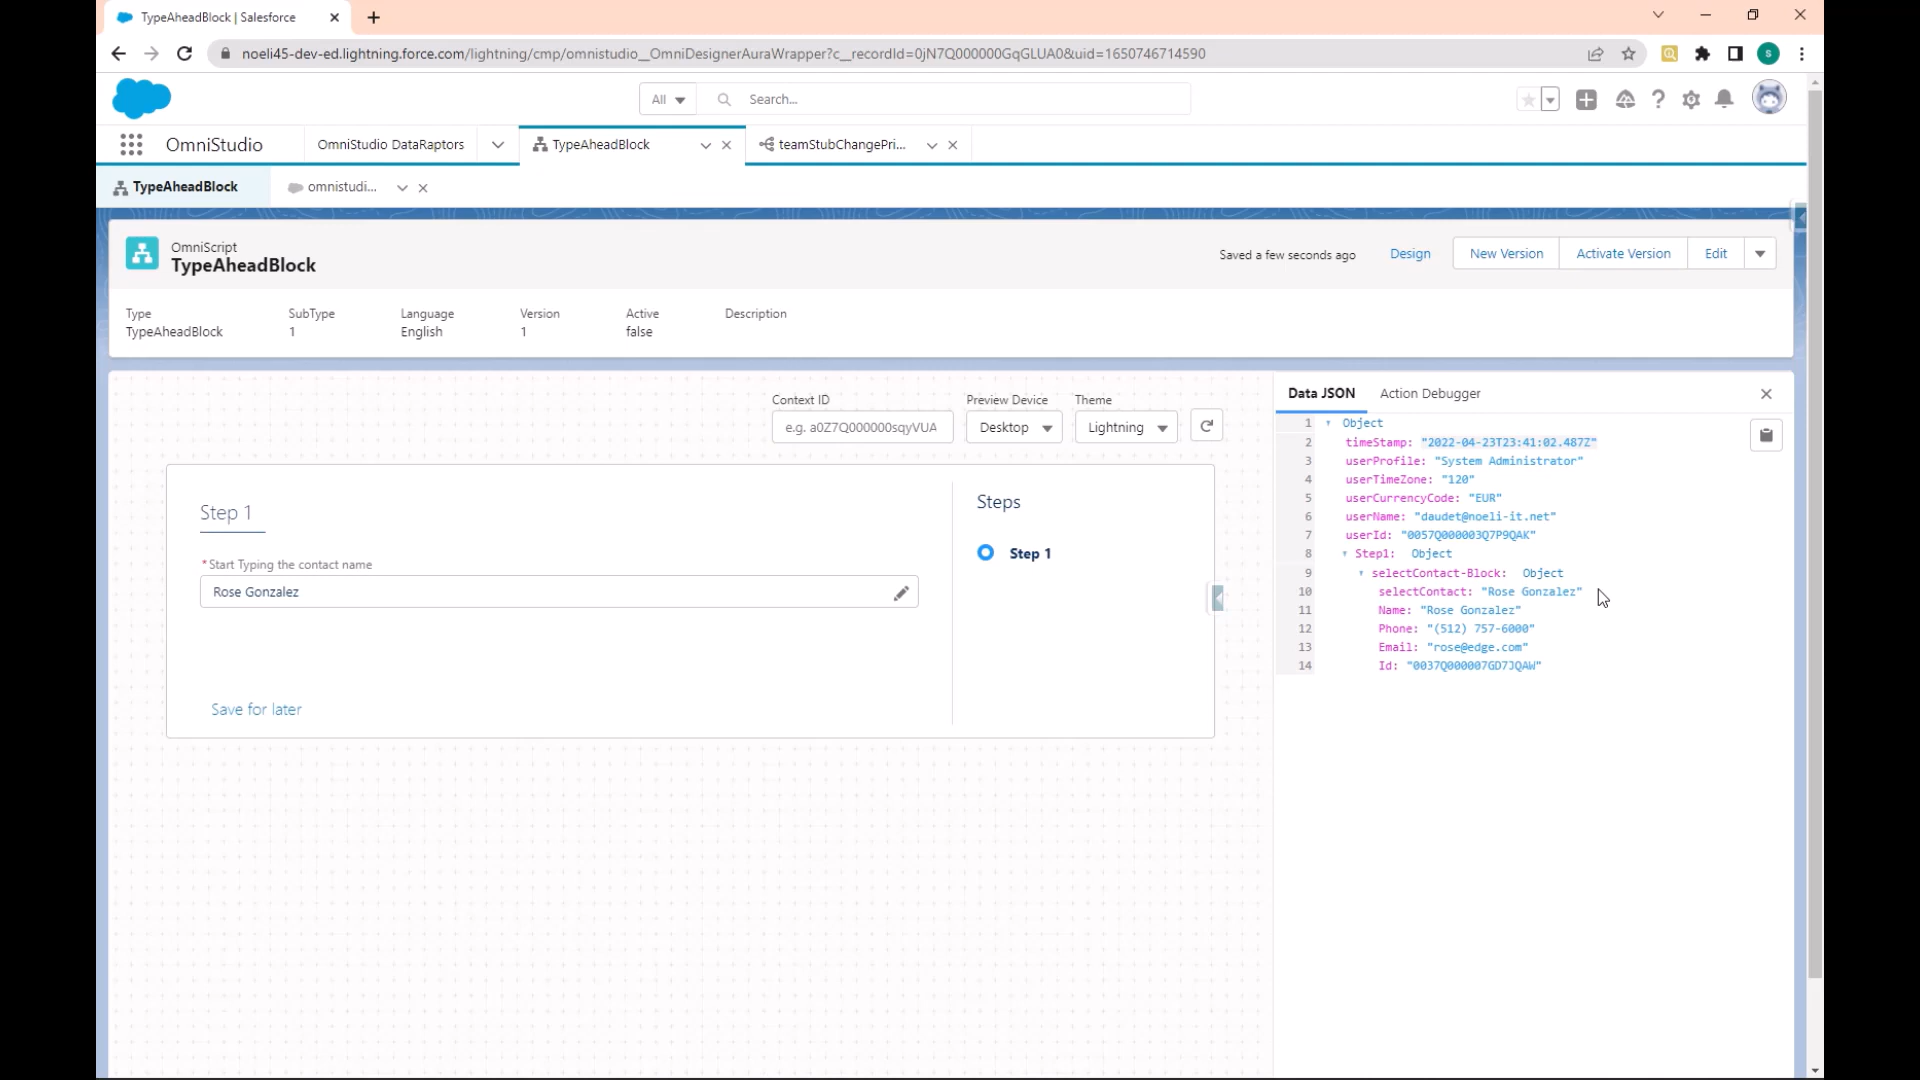 TypeAheadBlock | Salesforce
noeli45-dev-ed.lightning.force.com/lightning/cmp/omnistudio__OmniDesignerAuraWrapper?c__recordId=0jN7Q000000GqGLUA0&uid=1650746714590
S
All
Search...
OmniStudio
OmniStudio DataRaptors
TypeAheadBlock
teamStubChangePri...
TypeAheadBlock
omnistudi...
OmniScript
TypeAheadBlock
Saved a few seconds ago
Design
New Version
Activate Version
Edit
Type
SubType
Language
Version
Active
Description
TypeAheadBlock
1
English
1
false
Context ID
Preview Device
Theme
e.g. a0Z7Q000000sqyVUA
Desktop
Lightning
Step 1
*Start Typing the contact name
Rose Gonzalez
Save for later
Steps
Step 1
Data JSON
Action Debugger
1 Object
2 timeStamp: "2022-04-23T23:41:02.487Z"
3 userProfile: "System Administrator"
4 userTimeZone: "120"
5 userCurrencyCode: "EUR"
6 userName: "daudet@noeli-it.net"
7 userId: "0057Q000003Q7P9QAK"
8 Step1: Object
9 selectContact-Block: Object
10 selectContact: "Rose Gonzalez"
11 Name: "Rose Gonzalez"
12 Phone: "(512) 757-6000"
13 Email: "rose@edge.com"
14 Id: "0037Q000007GD7JQAW"